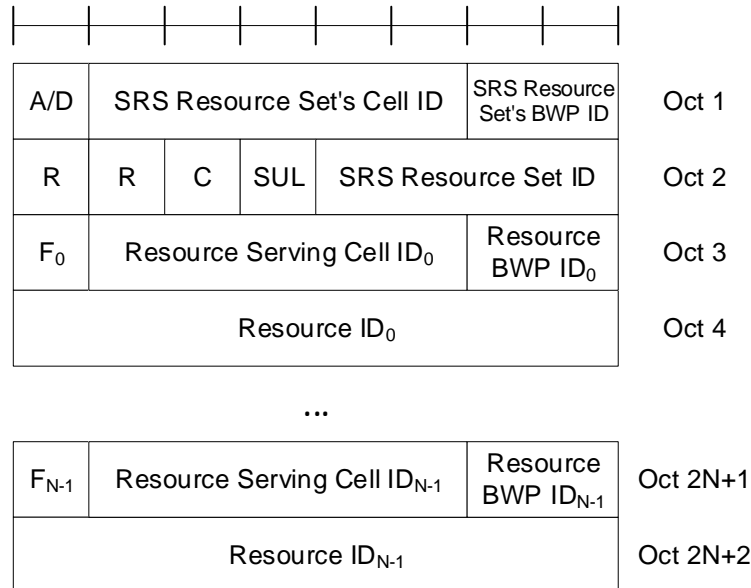 A/D SRS Resource Set's Cell ID SRS Resource Set's BWP ID Oct 1
R R C SUL SRS Resource Set ID Oct 2
F0 Resource Serving Cell ID0 Resource BWP ID0 Oct 3
Resource ID0 Oct 4
...
FN-1 Resource Serving Cell IDN-1 Resource BWP IDN-1 Oct 2N+1
Resource IDN-1 Oct 2N+2